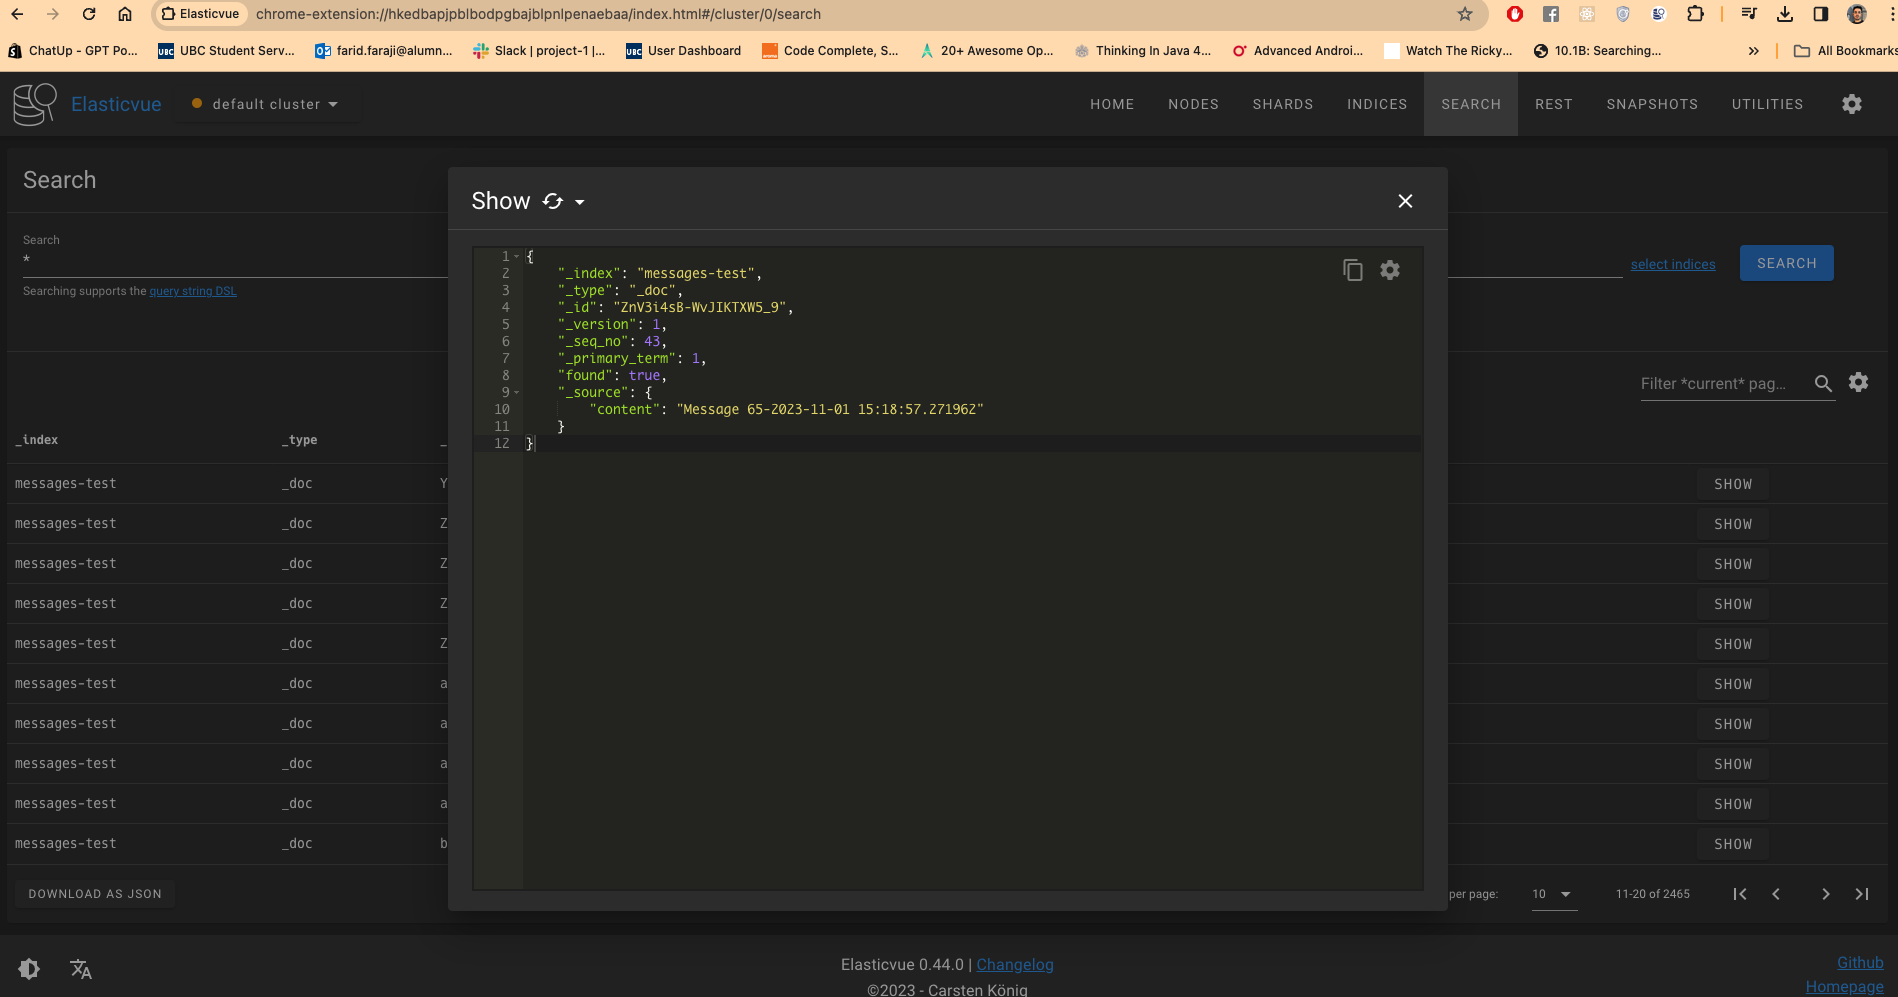 Elasticvue
chrome-extension://hkedbapjpblbodpgbajblpnlpenaebaa/index.html#/cluster/0/search
ChatUp - GPT Po...
UBC Student Serv...
farid.faraji@alumn...
Slack | project-1 |...
User Dashboard
Code Complete, S...
20+ Awesome Op...
Thinking In Java 4...
Advanced Androi...
Watch The Ricky...
10.1B: Searching...
»
All Bookmarks
Elasticvue
default cluster
HOME
NODES
SHARDS
INDICES
SEARCH
REST
SNAPSHOTS
UTILITIES
Search
Search
*
Searching supports the query string DSL
select indices
SEARCH
Filter *current* pag...
_index _type _
messages-test _doc Y SHOW
messages-test _doc Z SHOW
messages-test _doc Z SHOW
messages-test _doc Z SHOW
messages-test _doc Z SHOW
messages-test _doc a SHOW
messages-test _doc a SHOW
messages-test _doc a SHOW
messages-test _doc a SHOW
messages-test _doc b SHOW
DOWNLOAD AS JSON
per page:
10
11-20 of 2465
Show
1 {
2 "_index": "messages-test",
3 "_type": "_doc",
4 "_id": "ZnV3i4sB-WvJIKTXW5_9",
5 "_version": 1,
6 "_seq_no": 43,
7 "_primary_term": 1,
8 "found": true,
9 "_source": {
10 "content": "Message 65-2023-11-01 15:18:57.271962"
11 }
12 }
Elasticvue 0.44.0 | Changelog
©2023 - Carsten König
Github
Homepage